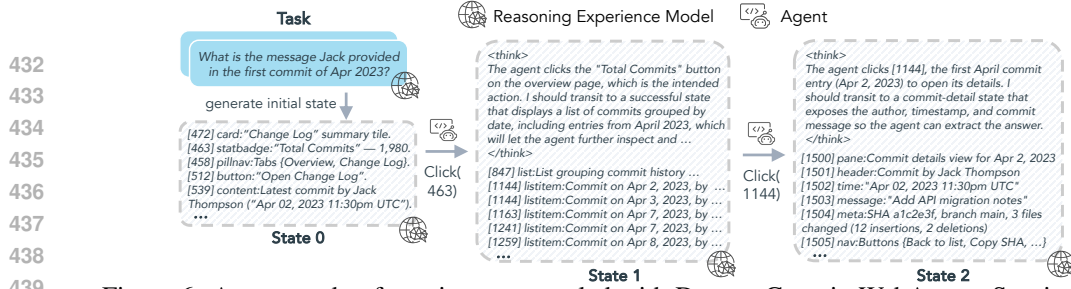 Task
Reasoning Experience Model
Agent
What is the message Jack provided
in the first commit of Apr 2023?
generate initial state
[472] card:“Change Log” summary tile.
[463] statbadge:“Total Commits” — 1,980.
[458] pillnav:Tabs {Overview, Change Log}.
[512] button:“Open Change Log”.
[539] content:Latest commit by Jack
Thompson (“Apr 02, 2023 11:30pm UTC”).
...
State 0
Click(
463)
<think>
The agent clicks the "Total Commits" button
on the overview page, which is the intended
action. I should transit to a successful state
that displays a list of commits grouped by
date, including entries from April 2023, which
will let the agent further inspect and ...
</think>
[847] list:List grouping commit history ...
[1144] listitem:Commit on Apr 2, 2023, by ...
[1144] listitem:Commit on Apr 3, 2023, by ...
[1163] listitem:Commit on Apr 7, 2023, by ...
[1241] listitem:Commit on Apr 7, 2023, by ...
[1259] listitem:Commit on Apr 8, 2023, by ...
...
State 1
Click(
1144)
<think>
The agent clicks [1144], the first April commit
entry (Apr 2, 2023) to open its details. I
should transit to a commit-detail state that
exposes the author, timestamp, and commit
message so the agent can extract the answer.
</think>
[1500] pane:Commit details view for Apr 2, 2023
[1501] header:Commit by Jack Thompson
[1502] time:"Apr 02, 2023 11:30pm UTC"
[1503] message:"Add API migration notes"
[1504] meta:SHA a1c2e3f, branch main, 3 files
changed (12 insertions, 2 deletions)
[1505] nav:Buttons {Back to list, Copy SHA, ...}
...
State 2
432
433
434
435
436
437
438
439